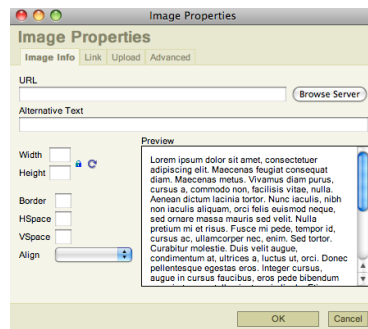 Image Properties
Image Properties
Image Info Link Upload Advanced
URL
Browse Server
Alternative Text
Preview
Width
Height
Border
HSpace
VSpace
Align
Lorem ipsum dolor sit amet, consectetuer
adipiscing elit. Maecenas feugiat consequat
diam. Maecenas metus. Vivamus diam purus,
cursus a, commodo non, facilisis vitae, nulla.
Aenean dictum lacinia tortor. Nunc iaculis, nibh
non iaculis aliquam, orci felis euismod neque,
sed ornare massa mauris sed velit. Nulla
pretium mi et risus. Fusce mi pede, tempor id,
cursus ac, ullamcorper nec, enim. Sed tortor.
Curabitur molestie. Duis velit augue,
condimentum at, ultrices a, luctus ut, orci. Donec
pellentesque egestas eros. Integer cursus,
augue in cursus faucibus, eros pede bibendum
OK
Cancel